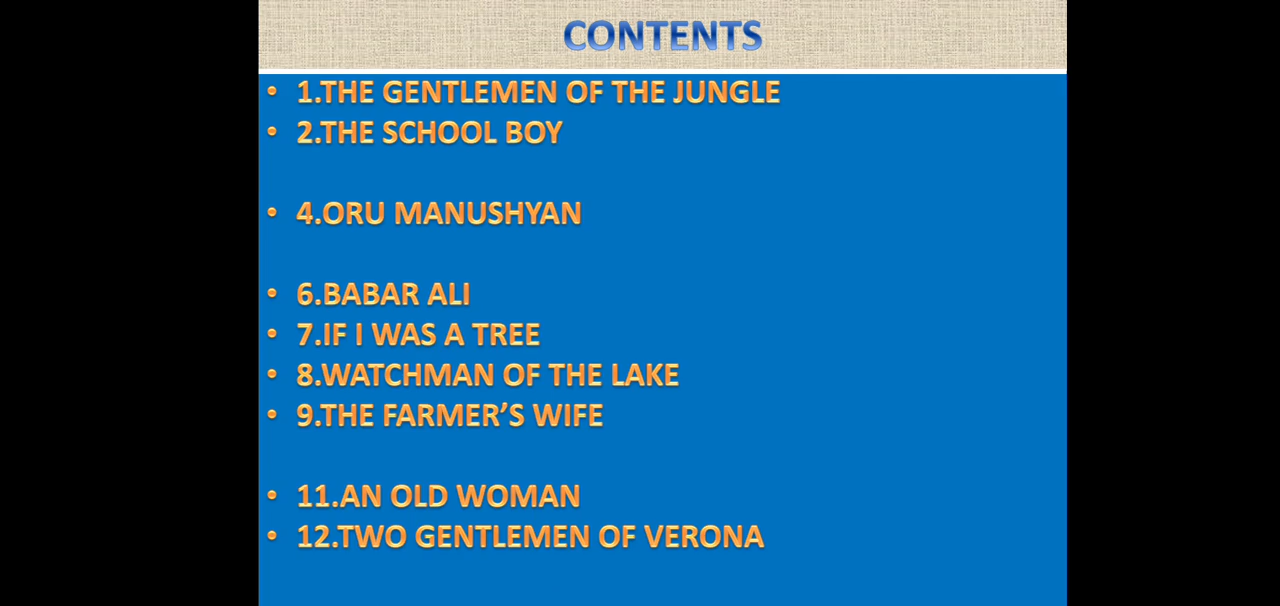 CONTENTS
• 1.THE GENTLEMEN OF THE JUNGLE
• 2.THE SCHOOL BOY
• 4.ORU MANUSHYAN
• 6.BABAR ALI
• 7.IF I WAS A TREE
• 8.WATCHMAN OF THE LAKE
• 9.THE FARMER’S WIFE
• 11.AN OLD WOMAN
• 12.TWO GENTLEMEN OF VERONA